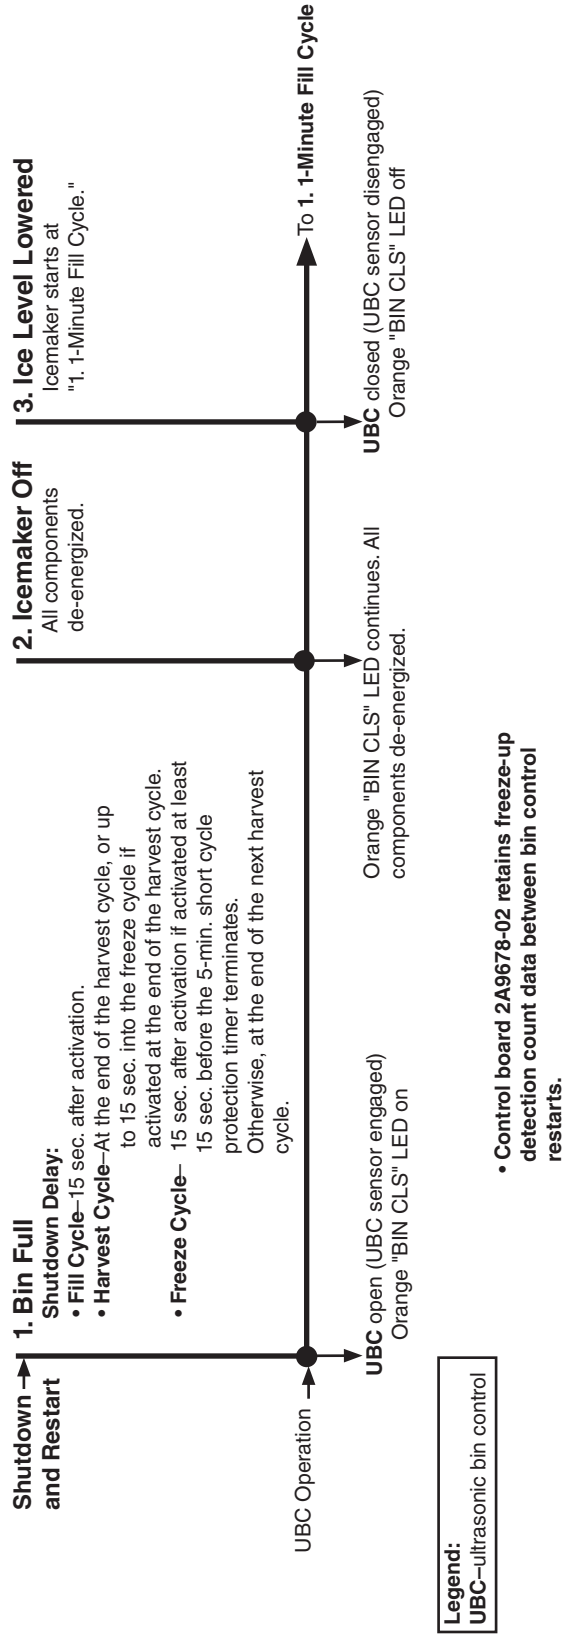 Shutdown
and Restart
1. Bin Full
Shutdown Delay:
• Fill Cycle–15 sec. after activation.
• Harvest Cycle–At the end of the harvest cycle, or up
to 15 sec. into the freeze cycle if
activated at the end of the harvest cycle.
• Freeze Cycle– 15 sec. after activation if activated at least
15 sec. before the 5-min. short cycle
protection timer terminates.
Otherwise, at the end of the next harvest
cycle.
2. Icemaker Off
All components
de-energized.
3. Ice Level Lowered
Icemaker starts at
"1. 1-Minute Fill Cycle."
UBC Operation
To 1. 1-Minute Fill Cycle
UBC open (UBC sensor engaged)
Orange "BIN CLS" LED on
Orange "BIN CLS" LED continues. All
components de-energized.
UBC closed (UBC sensor disengaged)
Orange "BIN CLS" LED off
Legend:
UBC–ultrasonic bin control
• Control board 2A9678-02 retains freeze-up
detection count data between bin control
restarts.